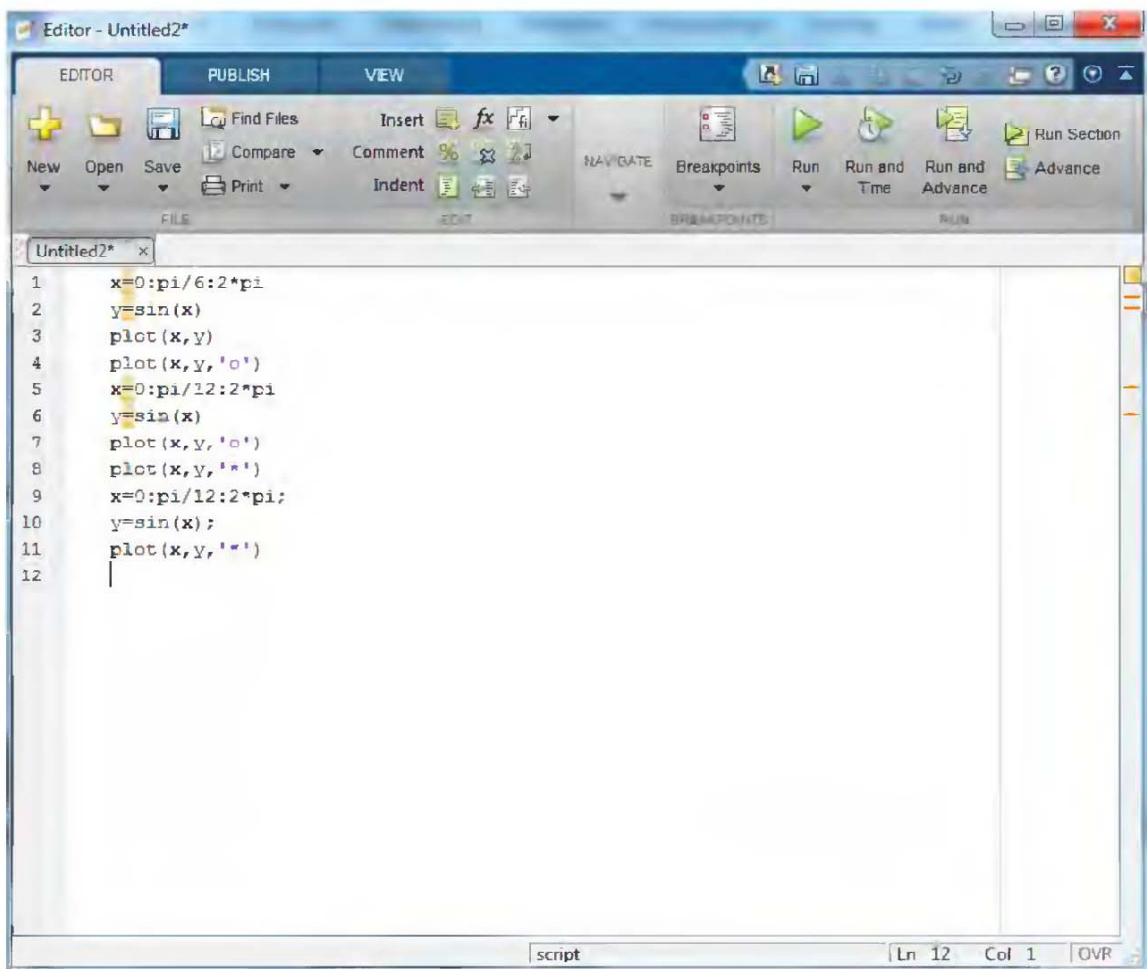 Editor - Untitled2*
EDITOR PUBLISH VIEW
New Open Save Find Files Compare Print
Insert fx
Comment %
Indent
NAVIGATE Breakpoints Run Run and Time Run and Advance Run Section Advance
FILE EDIT BREAKPOINTS RUN
Untitled2* ×
1 x=0:pi/6:2*pi
2 y=sin(x)
3 plot(x,y)
4 plot(x,y,'o')
5 x=0:pi/12:2*pi
6 y=sin(x)
7 plot(x,y,'o')
8 plot(x,y,'*')
9 x=0:pi/12:2*pi;
10 y=sin(x);
11 plot(x,y,'*')
12
script Ln 12 Col 1 OVR